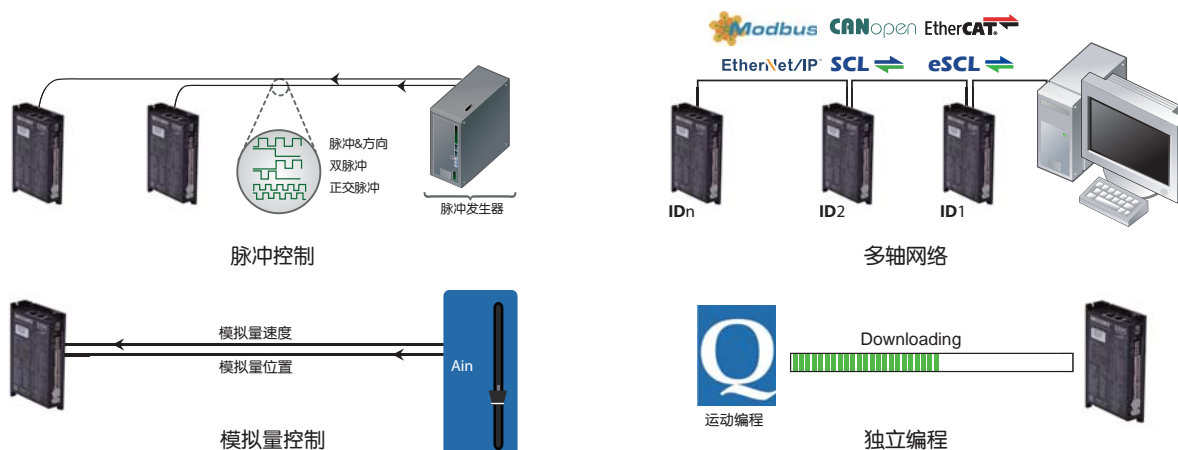 脉冲&方向
双脉冲
正交脉冲
脉冲发生器
脉冲控制
Modbus CANopen EtherCAT
EtherNet/IP SCL eSCL
IDn ID2 ID1
多轴网络
模拟量速度
模拟量位置
Ain
模拟量控制
Q
Downloading
运动编程
独立编程